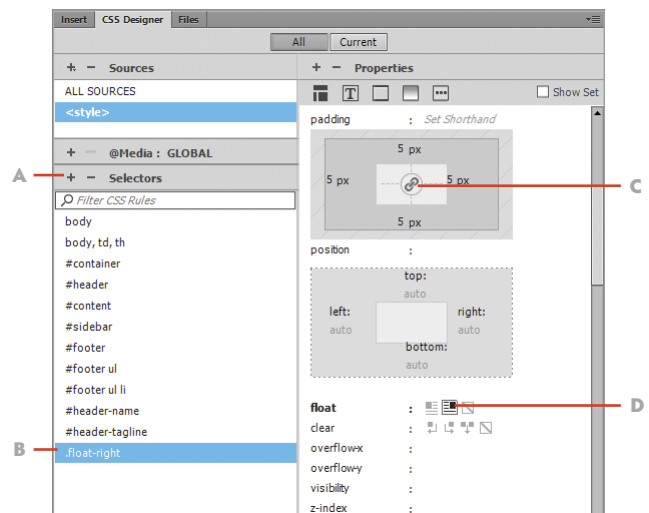 Insert CSS Designer Files
All Current
+ - Sources
ALL SOURCES
<style>
+ - @Media : GLOBAL
A
+ - Selectors
Filter CSS Rules
body
body, td, th
#container
#header
#content
#sidebar
#footer
#footer ul
#footer ul li
#header-name
#header-tagline
B
.float-right
+ - Properties
T
Show Set
padding : Set Shorthand
5 px
5 px 5 px
C
5 px
position :
top:
auto
left: right:
auto auto
bottom:
auto
float :
D
clear :
overflow-x :
overflow-y :
visibility :
z-index :